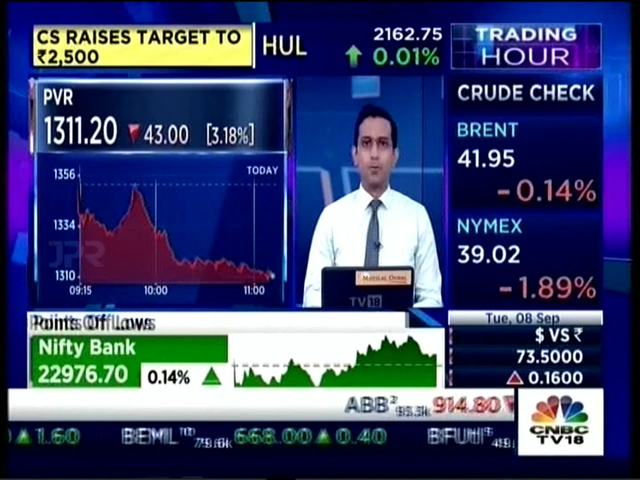 CS RAISES TARGET TO
₹2,500
HUL
2162.75
0.01%
TRADING
HOUR
PVR
1311.20 ▼ 43.00 [3.18%]
TODAY
1356
1334
1310
09:15 10:00 11:00
MOTILAL OSWAL
TV18
CRUDE CHECK
BRENT
41.95
-0.14%
NYMEX
39.02
-1.89%
Nifty Bank
22976.70 0.14%
Tue, 08 Sep
$ VS ₹
73.5000
0.1600
ABB 914.80
1.60 BEML 668.00 ▲ 0.40
CNBC
TV18